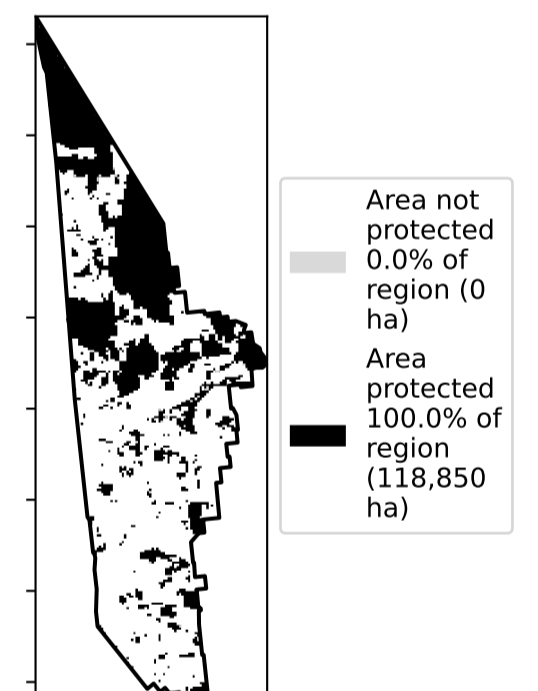 Area not
protected
0.0% of
region (0
ha)
Area
protected
100.0% of
region
(118,850
ha)